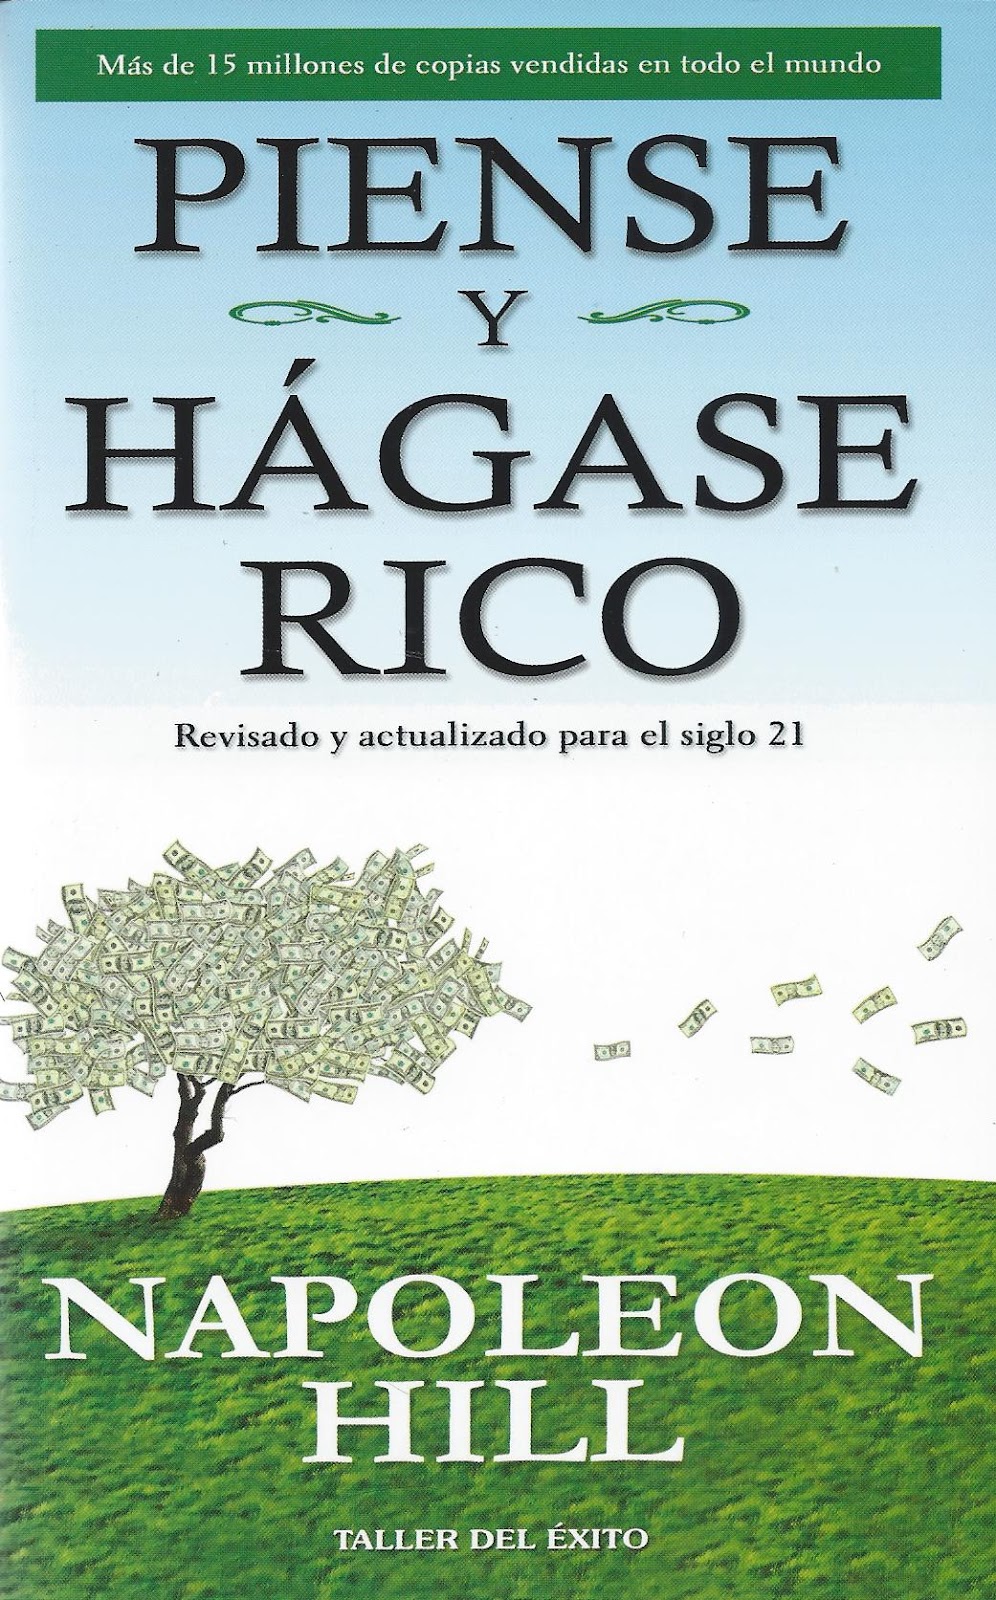 Más de 15 millones de copias vendidas en todo el mundo
PIENSE
Y
HÁGASE
RICO
Revisado y actualizado para el siglo 21
NAPOLEON
HILL
TALLER DEL ÉXITO